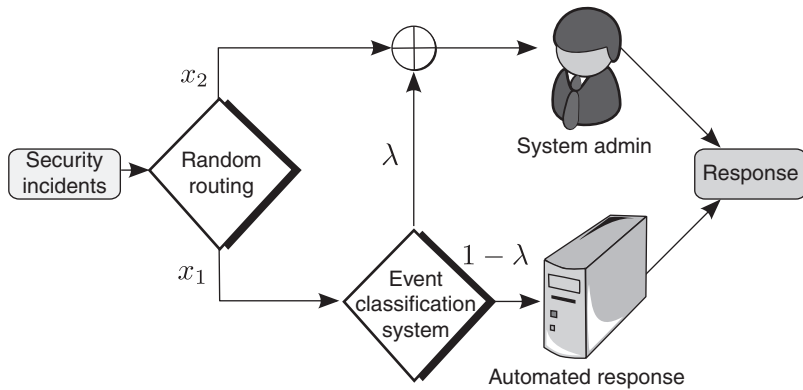 x₂
System admin
Security
incidents
Random
routing
λ
Response
x₁
Event
classification
system
1 − λ
Automated response